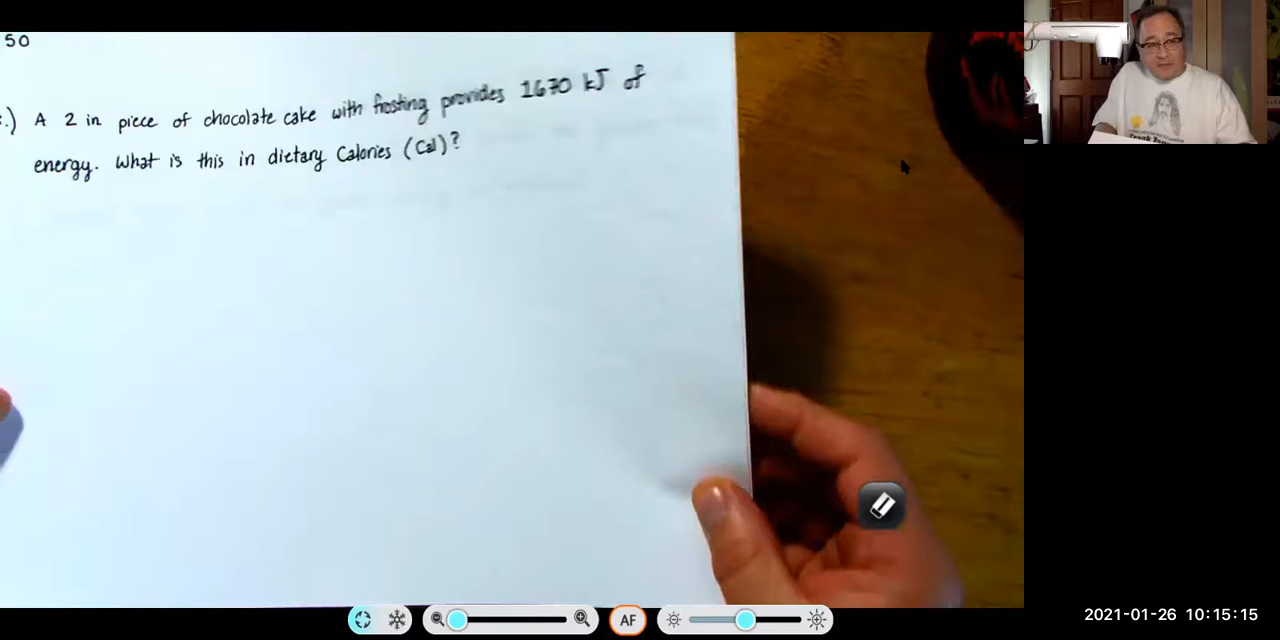 50
.) A 2 in piece of chocolate cake with frosting provides 1670 kJ of
energy. What is this in dietary Calories (Cal)?
AF
2021-01-26 10:15:15